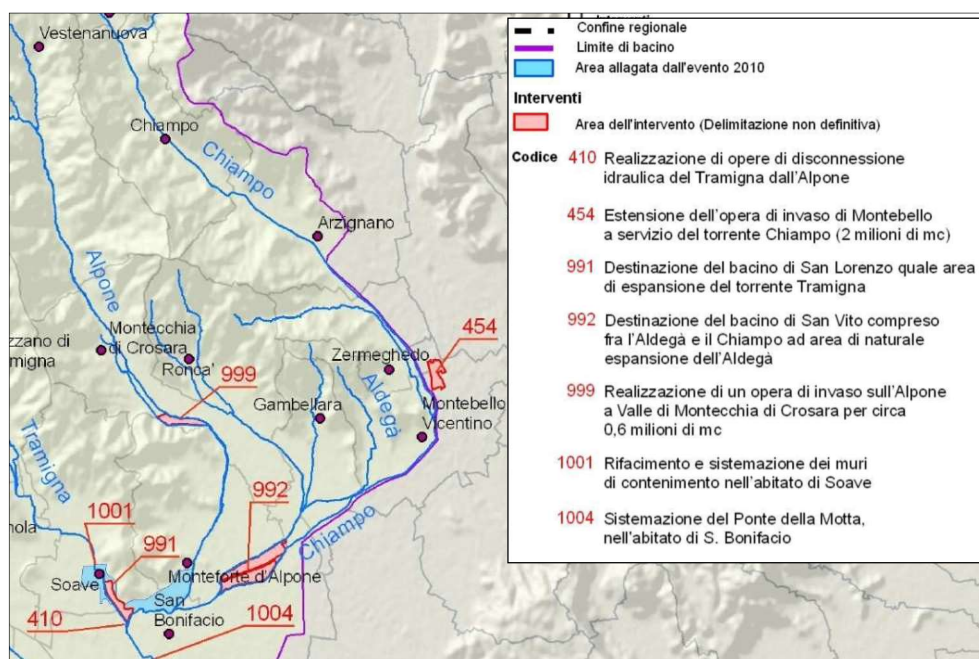 Vestenanuova
Chiampo
Chiampo
Arzignano
Alpone
Montecchia
di Crosara
Ronca'
zzano di
migna
999
Zermeghedo
454
Gambellara
Aldegà
Montebello
Vicentino
Tramigna
992
1001
991
Chiampo
nola
Soave
Monteforte d'Alpone
San
Bonifacio
410
1004
Confine regionale
Limite di bacino
Area allagata dall'evento 2010
Interventi
Area dell'intervento (Delimitazione non definitiva)
Codice 410 Realizzazione di opere di disconnessione
idraulica del Tramigna dall'Alpone
454 Estensione dell'opera di invaso di Montebello
a servizio del torrente Chiampo (2 milioni di mc)
991 Destinazione del bacino di San Lorenzo quale area
di espansione del torrente Tramigna
992 Destinazione del bacino di San Vito compreso
fra l'Aldegà e il Chiampo ad area di naturale
espansione dell'Aldegà
999 Realizzazione di un opera di invaso sull'Alpone
a Valle di Montecchia di Crosara per circa
0,6 milioni di mc
1001 Rifacimento e sistemazione dei muri
di contenimento nell'abitato di Soave
1004 Sistemazione del Ponte della Motta,
nell'abitato di S. Bonifacio